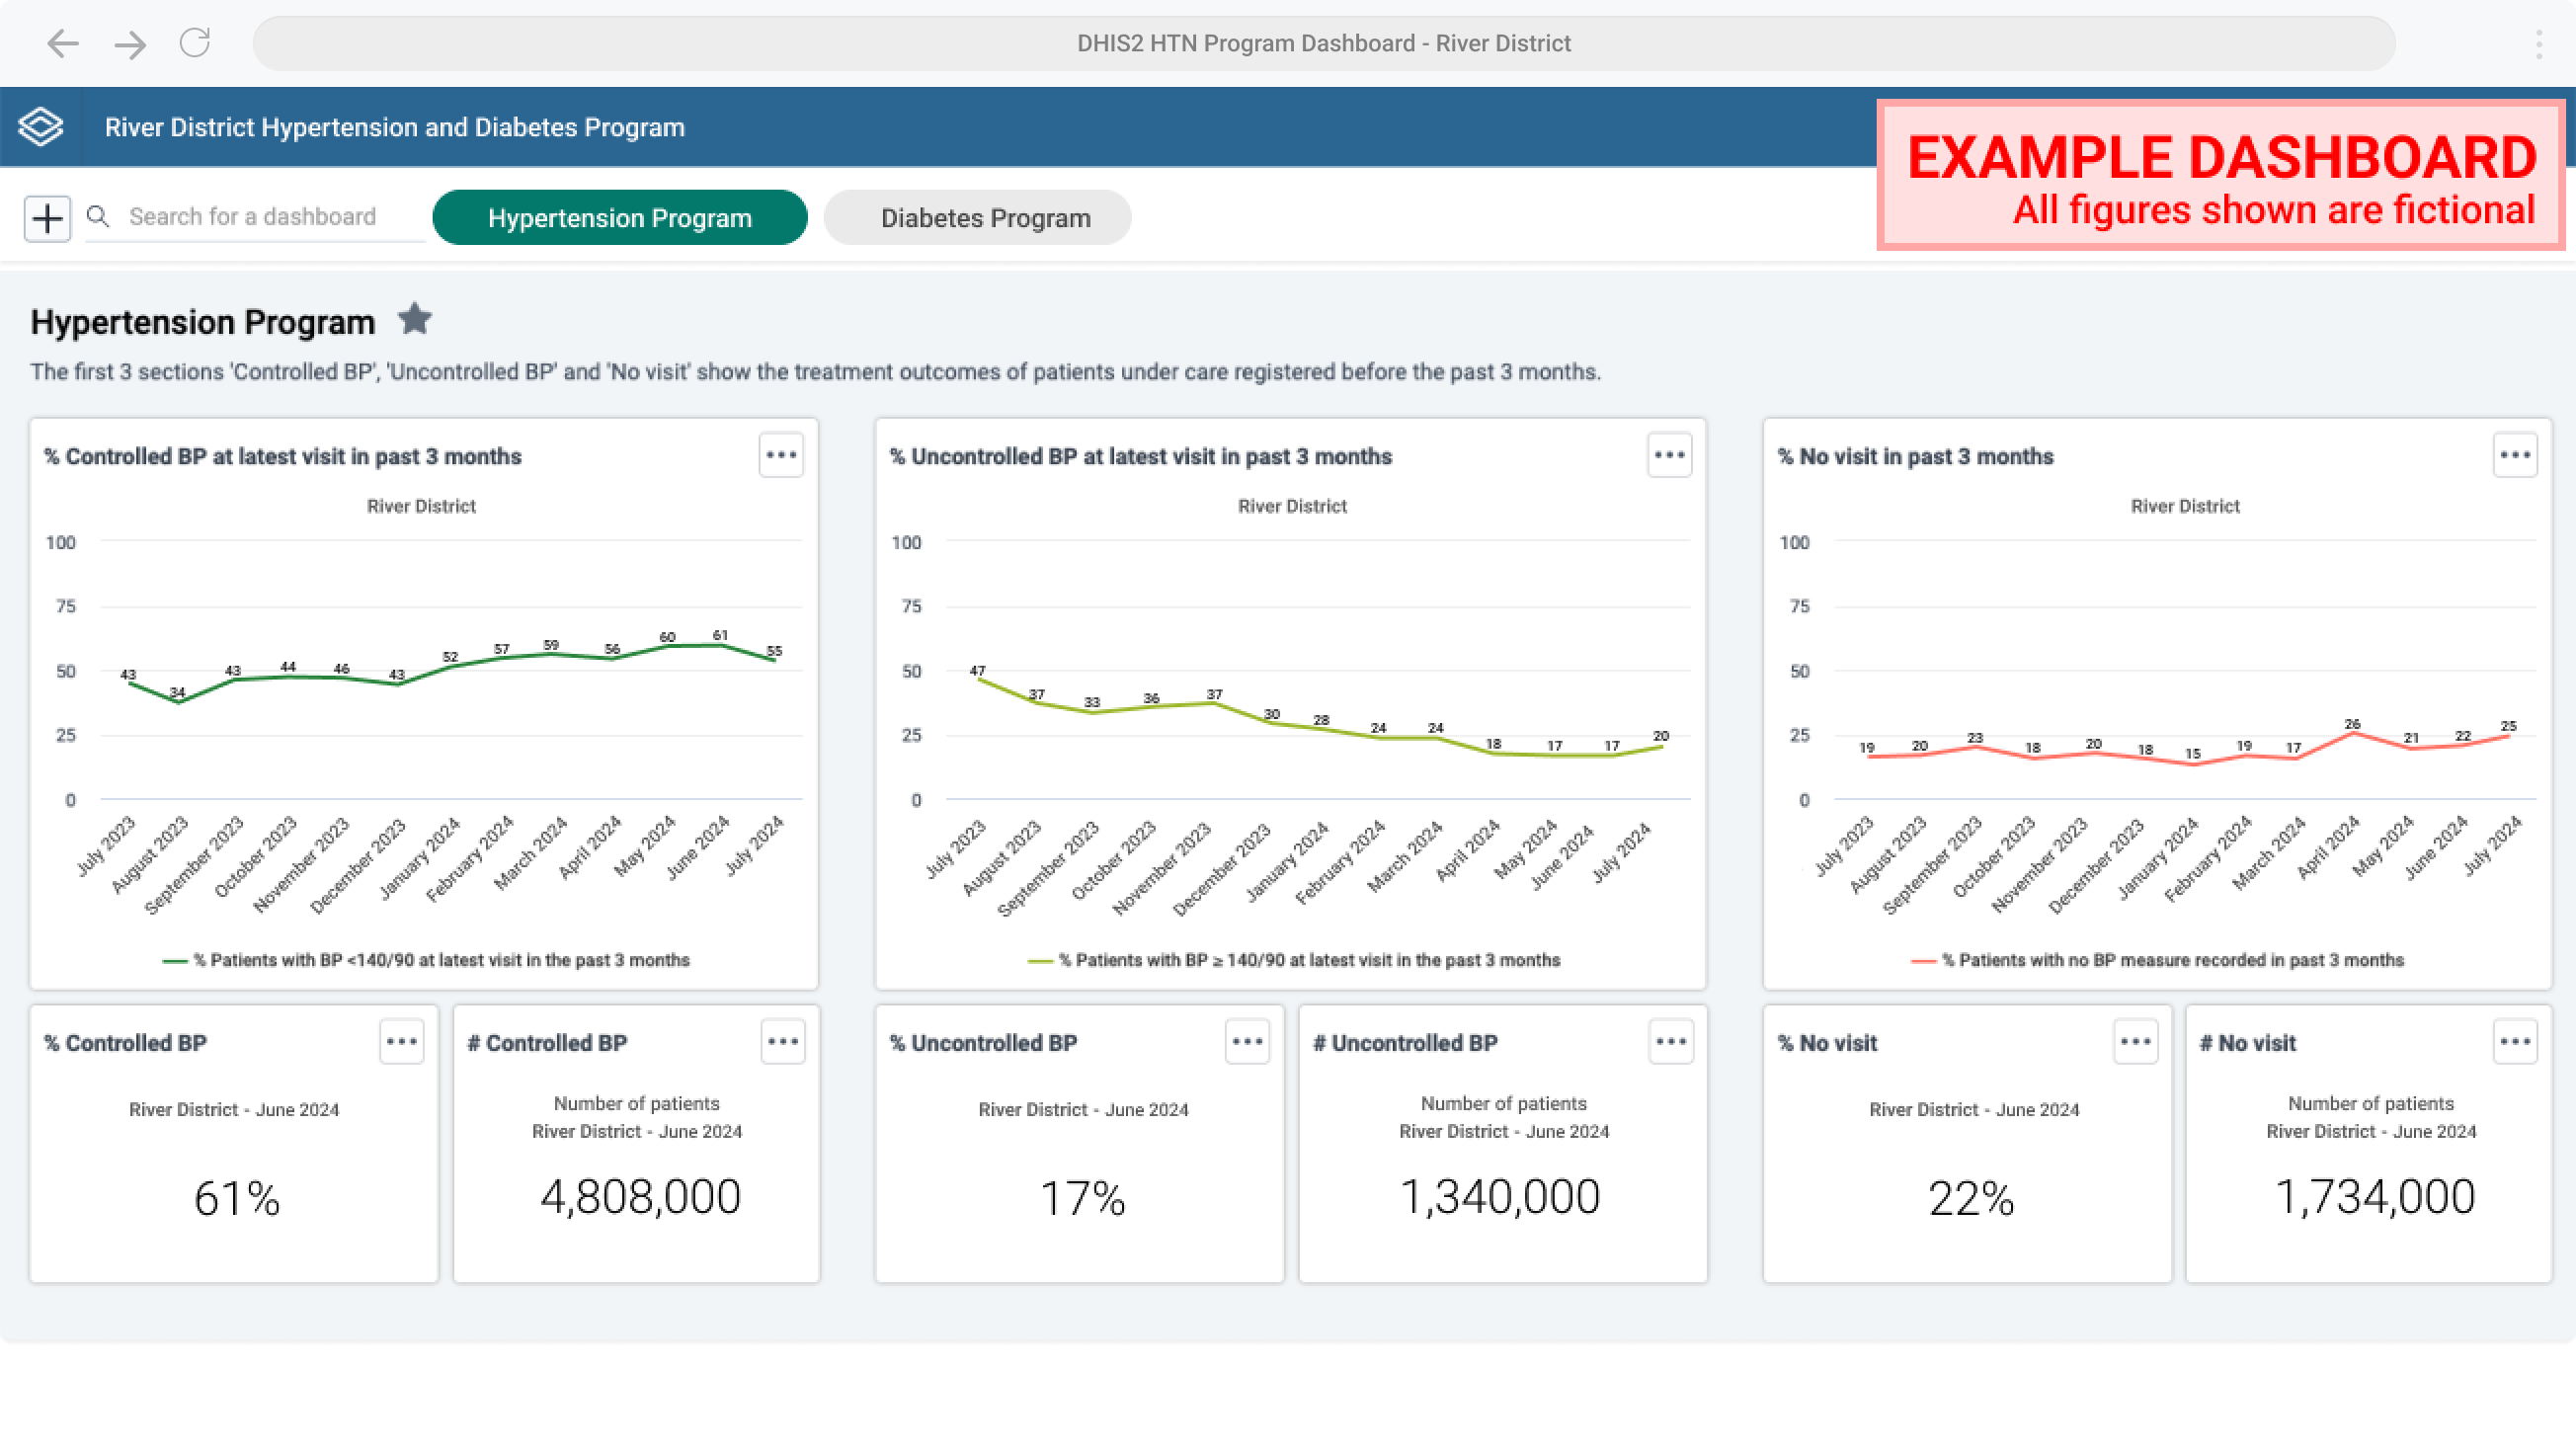 DHIS2 HTN Program Dashboard - River District
River District Hypertension and Diabetes Program
EXAMPLE DASHBOARD
All figures shown are fictional
Search for a dashboard
Hypertension Program
Diabetes Program
Hypertension Program
The first 3 sections 'Controlled BP', 'Uncontrolled BP' and 'No visit' show the treatment outcomes of patients under care registered before the past 3 months.
% Controlled BP at latest visit in past 3 months
River District
100
75
50
25
0
43 34 43 44 46 43 52 57 59 56 60 61 55
July 2023
August 2023
September 2023
October 2023
November 2023
December 2023
January 2024
February 2024
March 2024
April 2024
May 2024
June 2024
July 2024
% Patients with BP <140/90 at latest visit in the past 3 months
% Uncontrolled BP at latest visit in past 3 months
River District
100
75
50
25
0
47 37 33 36 37 30 28 24 24 18 17 17 20
July 2023
August 2023
September 2023
October 2023
November 2023
December 2023
January 2024
February 2024
March 2024
April 2024
May 2024
June 2024
July 2024
% Patients with BP ≥ 140/90 at latest visit in the past 3 months
% No visit in past 3 months
River District
100
75
50
25
0
19 20 23 18 20 18 15 19 17 26 21 22 25
July 2023
August 2023
September 2023
October 2023
November 2023
December 2023
January 2024
February 2024
March 2024
April 2024
May 2024
June 2024
July 2024
% Patients with no BP measure recorded in past 3 months
% Controlled BP
River District - June 2024
61%
# Controlled BP
Number of patients
River District - June 2024
4,808,000
% Uncontrolled BP
River District - June 2024
17%
# Uncontrolled BP
Number of patients
River District - June 2024
1,340,000
% No visit
River District - June 2024
22%
# No visit
Number of patients
River District - June 2024
1,734,000